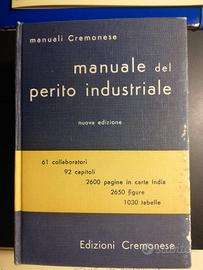 manuali Cremonese
manuale del
perito industriale
nuova edizione
61 collaboratori
92 capitoli
2600 pagine in carta India
2650 figure
1030 tabelle
Edizioni Cremonese
subito